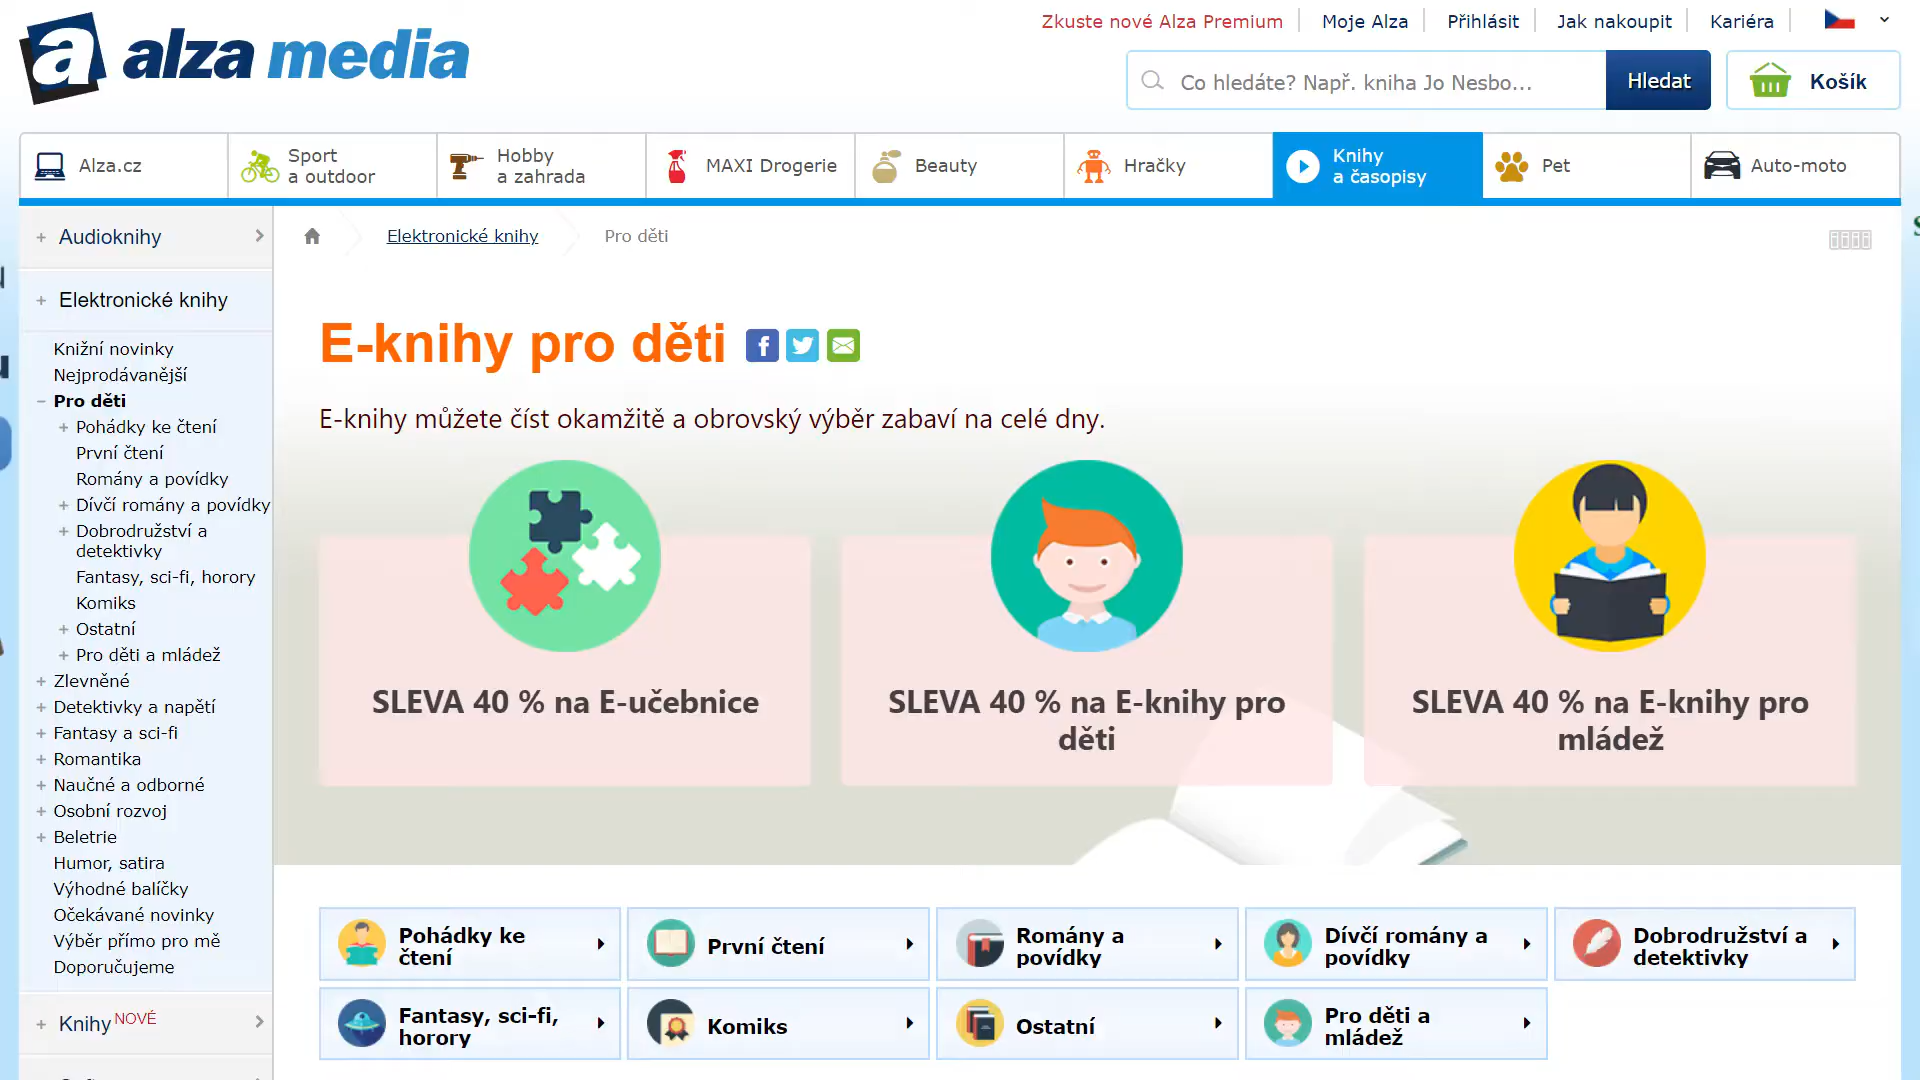 Zkuste nové Alza Premium
Moje Alza
Přihlásit
Jak nakoupit
Kariéra
alza media
Co hledáte? Např. kniha Jo Nesbo...
Hledat
Košík
Alza.cz
Sport
a outdoor
Hobby
a zahrada
MAXI Drogerie
Beauty
Hračky
Knihy
a časopisy
Pet
Auto-moto
Audioknihy
Elektronické knihy
Knižní novinky
Nejprodávanější
Pro děti
Pohádky ke čtení
První čtení
Romány a povídky
Dívčí romány a povídky
Dobrodružství a
detektivky
Fantasy, sci-fi, horory
Komiks
Ostatní
Pro děti a mládež
Zlevněné
Detektivky a napětí
Fantasy a sci-fi
Romantika
Naučné a odborné
Osobní rozvoj
Beletrie
Humor, satira
Výhodné balíčky
Očekávané novinky
Výběr přímo pro mě
Doporučujeme
Knihy NOVÉ
Elektronické knihy
Pro děti
E-knihy pro děti
E-knihy můžete číst okamžitě a obrovský výběr zabaví na celé dny.
SLEVA 40 % na E-učebnice
SLEVA 40 % na E-knihy pro
děti
SLEVA 40 % na E-knihy pro
mládež
Pohádky ke
čtení
První čtení
Romány a
povídky
Dívčí romány a
povídky
Dobrodružství a
detektivky
Fantasy, sci-fi,
horory
Komiks
Ostatní
Pro děti a
mládež